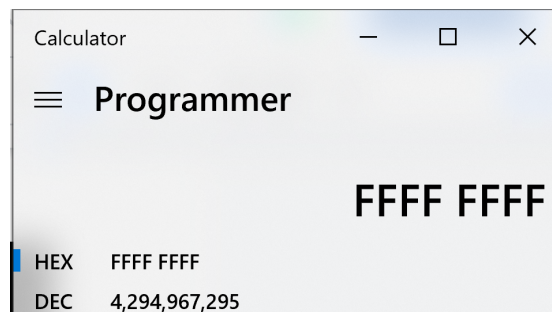 Calculator
Programmer
FFFF FFFF
HEX FFFF FFFF
DEC 4,294,967,295